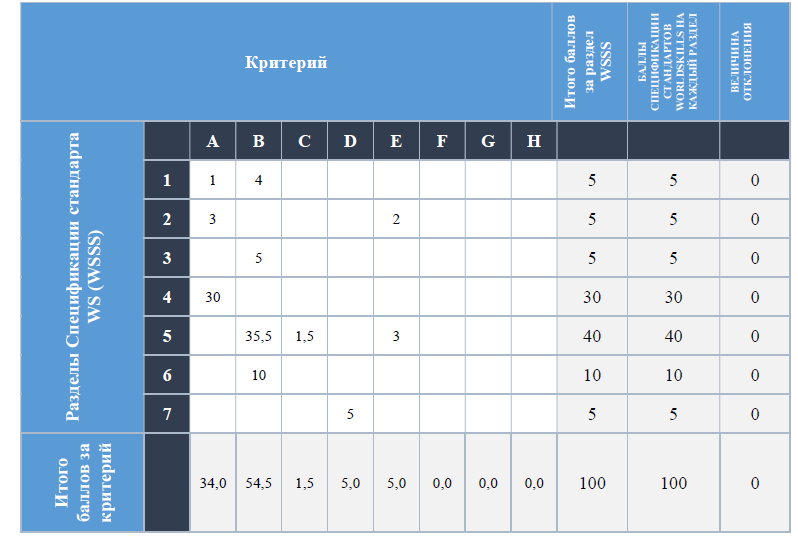 Критерий
Итого баллов
за раздел
WSSS
БАЛЛЫ
СПЕЦИФИКАЦИИ
СТАНДАРТОВ
WORLDSKILLS НА
КАЖДЫЙ РАЗДЕЛ
ВЕЛИЧИНА
ОТКЛОНЕНИЯ
Разделы Спецификации стандарта
WS (WSSS)
A B C D E F G H
1 1 4 5 5 0
2 3 2 5 5 0
3 5 5 5 0
4 30 30 30 0
5 35,5 1,5 3 40 40 0
6 10 10 10 0
7 5 5 5 0
Итого
баллов за
критерий
34,0 54,5 1,5 5,0 5,0 0,0 0,0 0,0 100 100 0